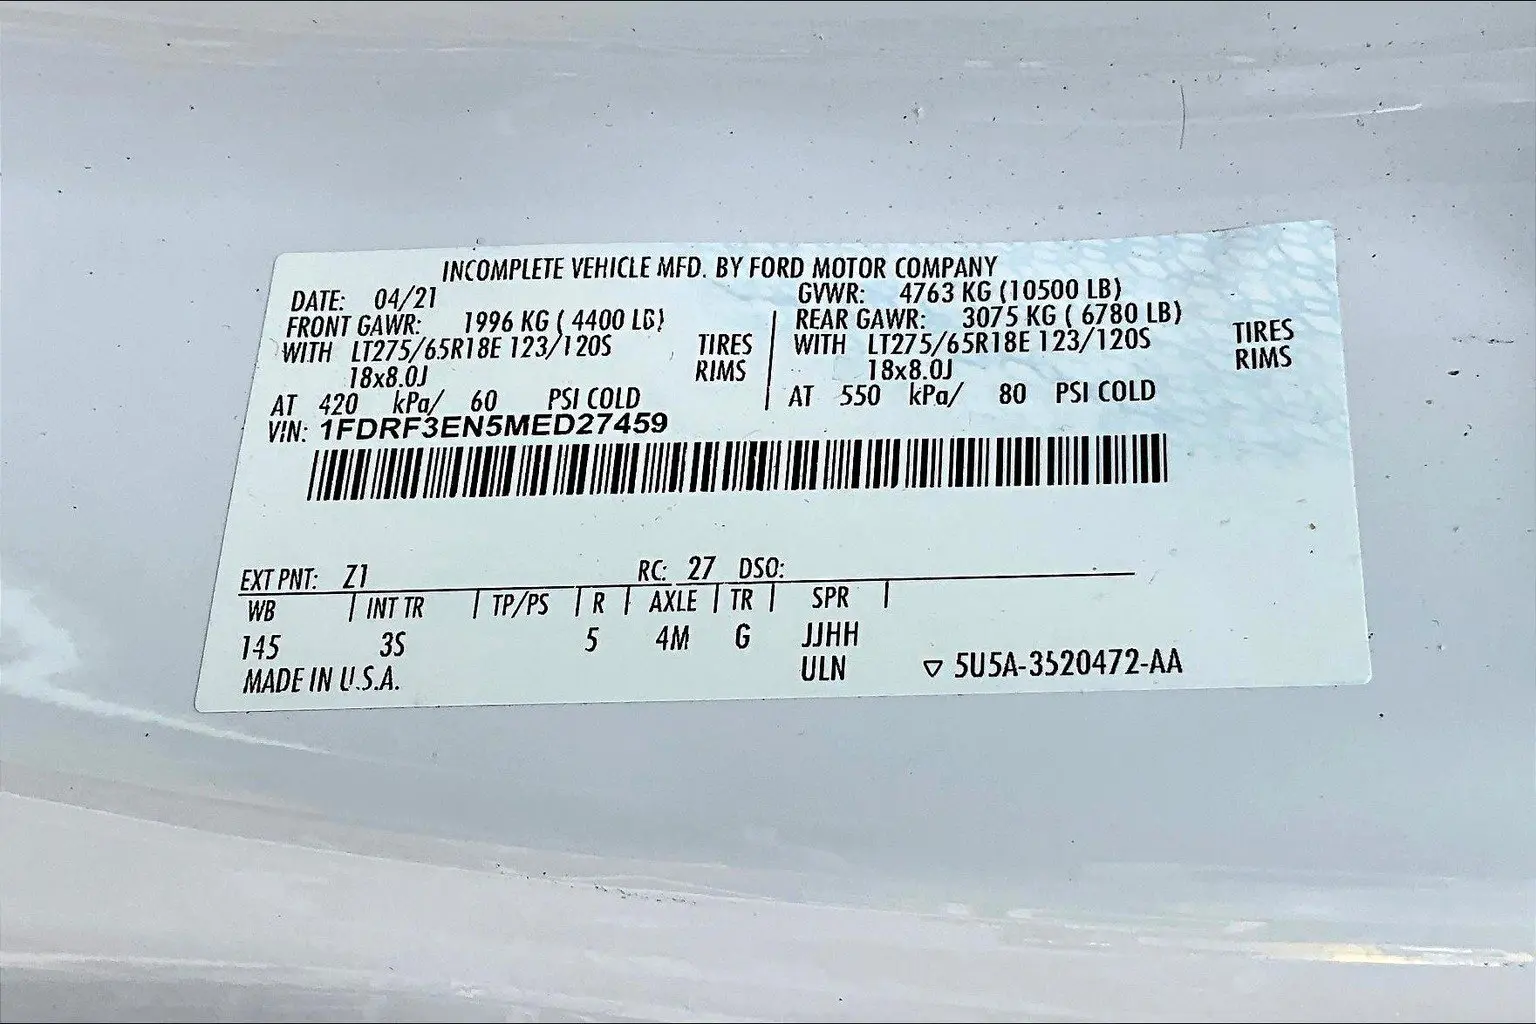 INCOMPLETE VEHICLE MFD. BY FORD MOTOR COMPANY
DATE: 04/21 GVWR: 4763 KG (10500 LB)
FRONT GAWR: 1996 KG ( 4400 LB) REAR GAWR: 3075 KG ( 6780 LB)
WITH LT275/65R18E 123/120S TIRES WITH LT275/65R18E 123/120S TIRES
18x8.0J RIMS 18x8.0J RIMS
AT 420 kPa/ 60 PSI COLD AT 550 kPa/ 80 PSI COLD
VIN: 1FDRF3EN5MED27459
EXT PNT: Z1 RC: 27 DSO:
WB | INT TR | TP/PS | R | AXLE | TR | SPR |
145 3S 5 4M G JJHH
MADE IN U.S.A. ULN ▽ 5U5A-3520472-AA